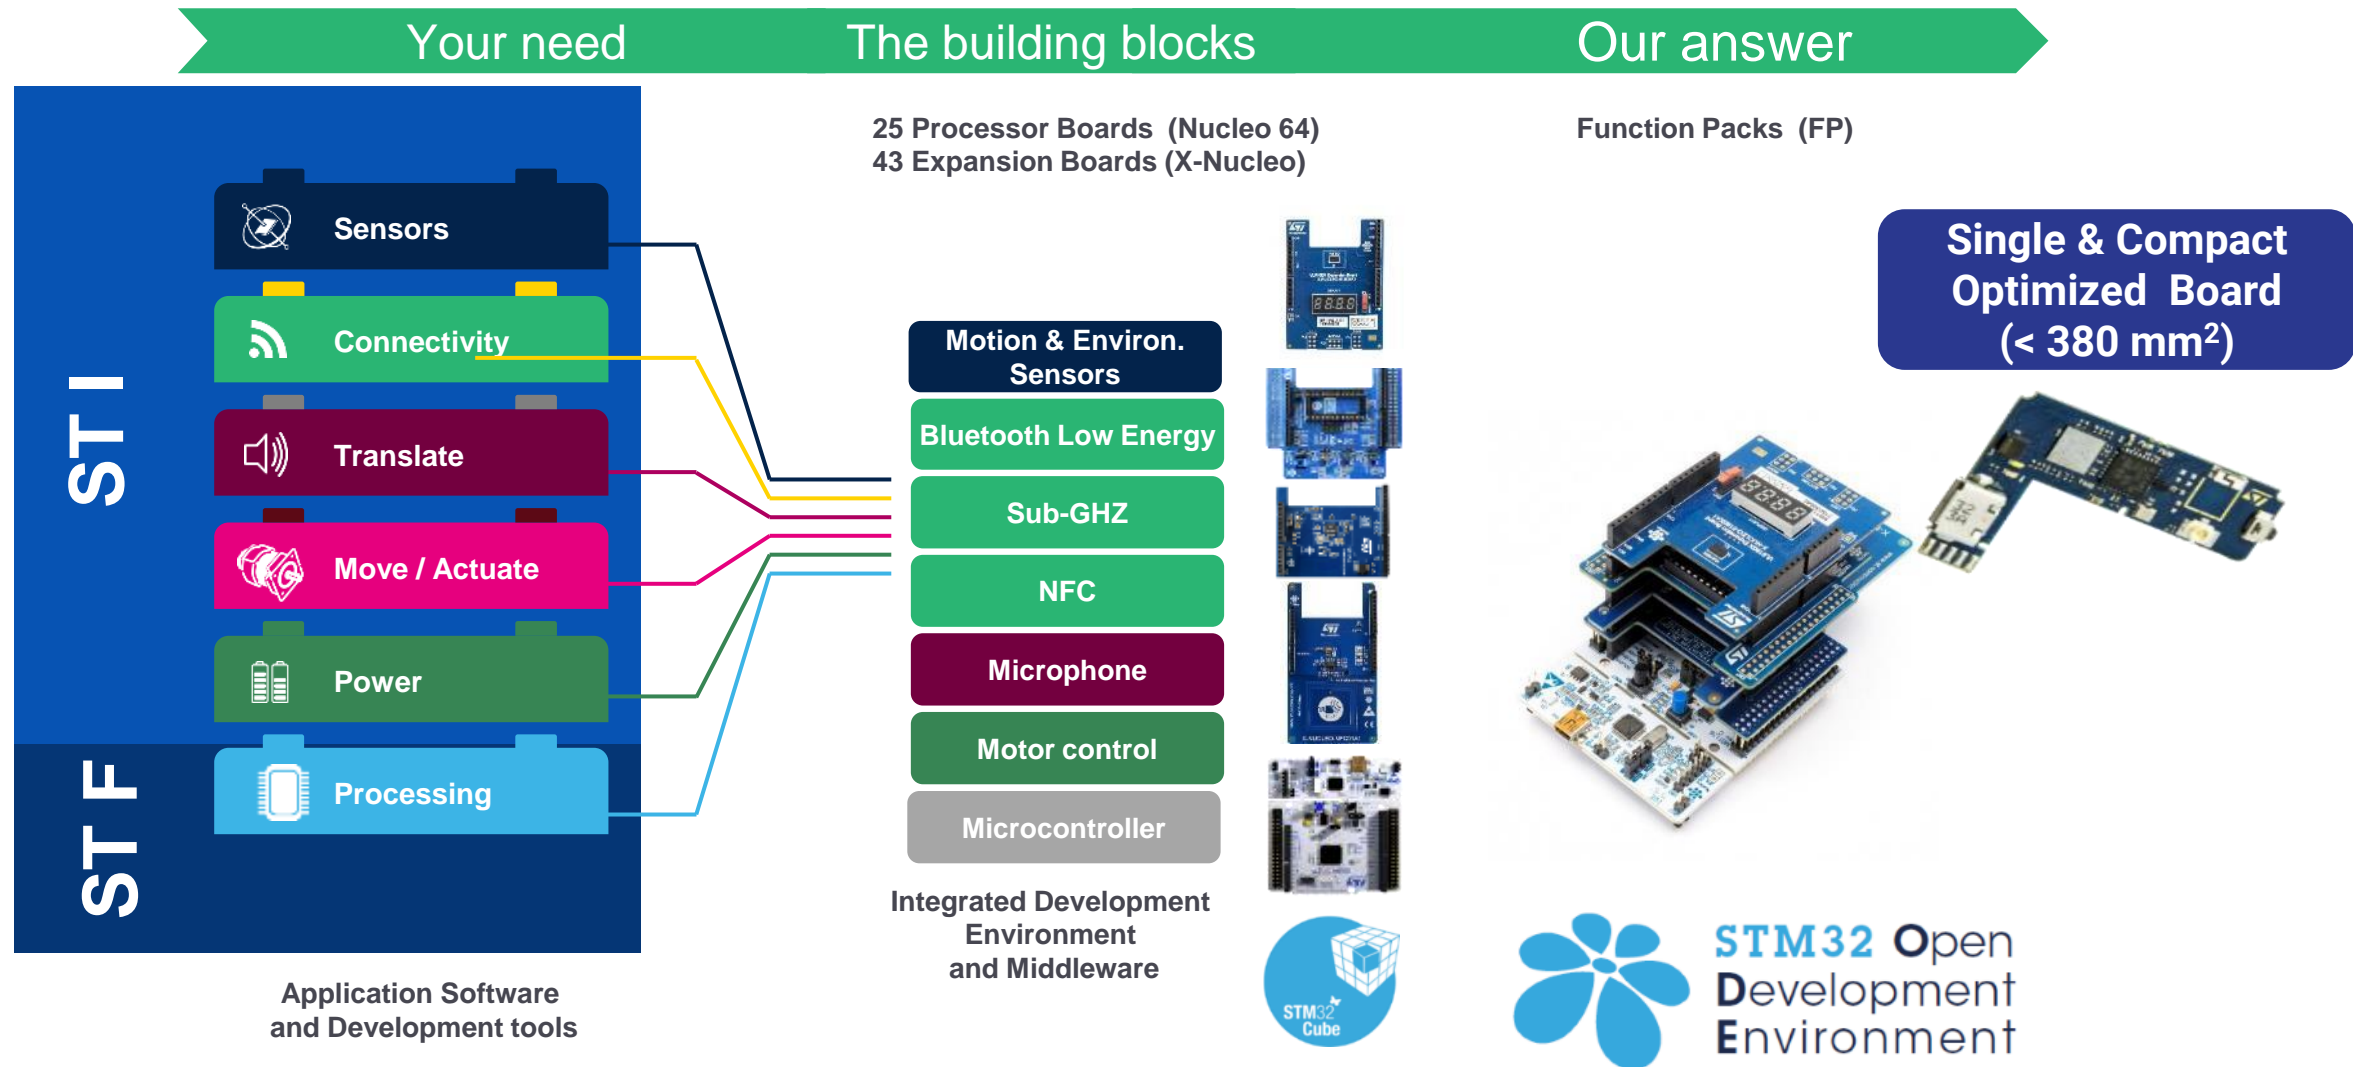 Your need
The building blocks
Our answer
25 Processor Boards (Nucleo 64)
43 Expansion Boards (X-Nucleo)
Function Packs (FP)
ST I
Sensors
Connectivity
Translate
Move / Actuate
Power
ST F
Processing
Application Software
and Development tools
Motion & Environ.
Sensors
Bluetooth Low Energy
Sub-GHZ
NFC
Microphone
Motor control
Microcontroller
Integrated Development
Environment
and Middleware
STM32
Cube
Single & Compact
Optimized Board
(< 380 mm²)
STM32 Open
Development
Environment